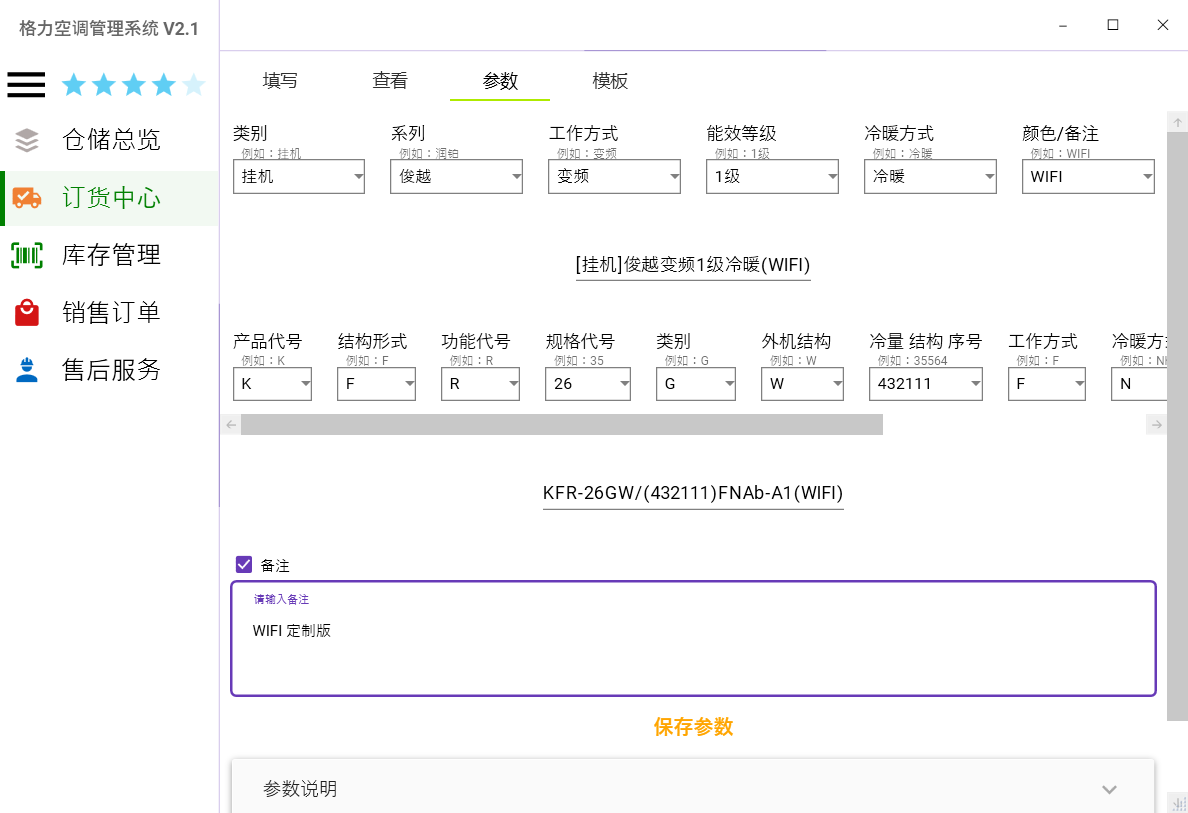 格力空调管理系统 V2.1
仓储总览
订货中心
库存管理
销售订单
售后服务
填写 查看 参数 模板
类别 系列 工作方式 能效等级 冷暖方式 颜色/备注
例如：挂机 例如：润铂 例如：变频 例如：1级 例如：冷暖 例如：WIFI
挂机 俊越 变频 1级 冷暖 WIFI
[挂机]俊越变频1级冷暖(WIFI)
产品代号 结构形式 功能代号 规格代号 类别 外机结构 冷量 结构 序号 工作方式 冷暖方
例如：K 例如：F 例如：R 例如：35 例如：G 例如：W 例如：35564 例如：F 例如：N
K F R 26 G W 432111 F N
KFR-26GW/(432111)FNAb-A1(WIFI)
备注
请输入备注
WIFI 定制版
保存参数
参数说明